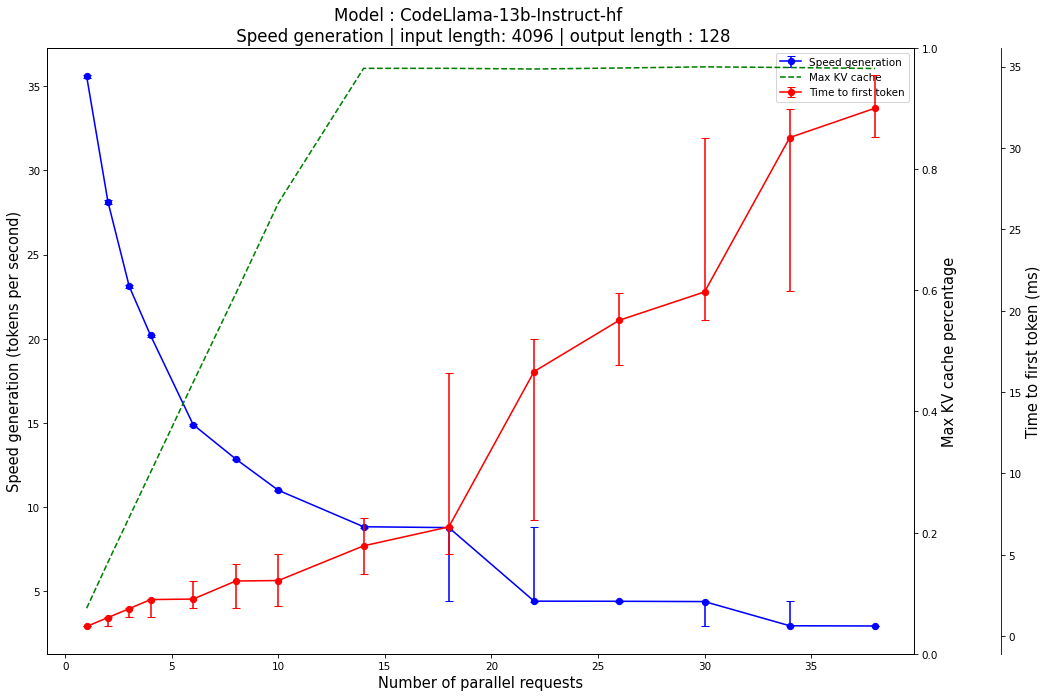 Model : CodeLlama-13b-Instruct-hf
Speed generation | input length: 4096 | output length : 128
Speed generation
Max KV cache
Time to first token
Speed generation (tokens per second)
35
30
25
20
15
10
5
0 5 10 15 20 25 30 35
Number of parallel requests
1.0
0.8
0.6
0.4
0.2
0.0
Max KV cache percentage
35
30
25
20
15
10
5
0
Time to first token (ms)